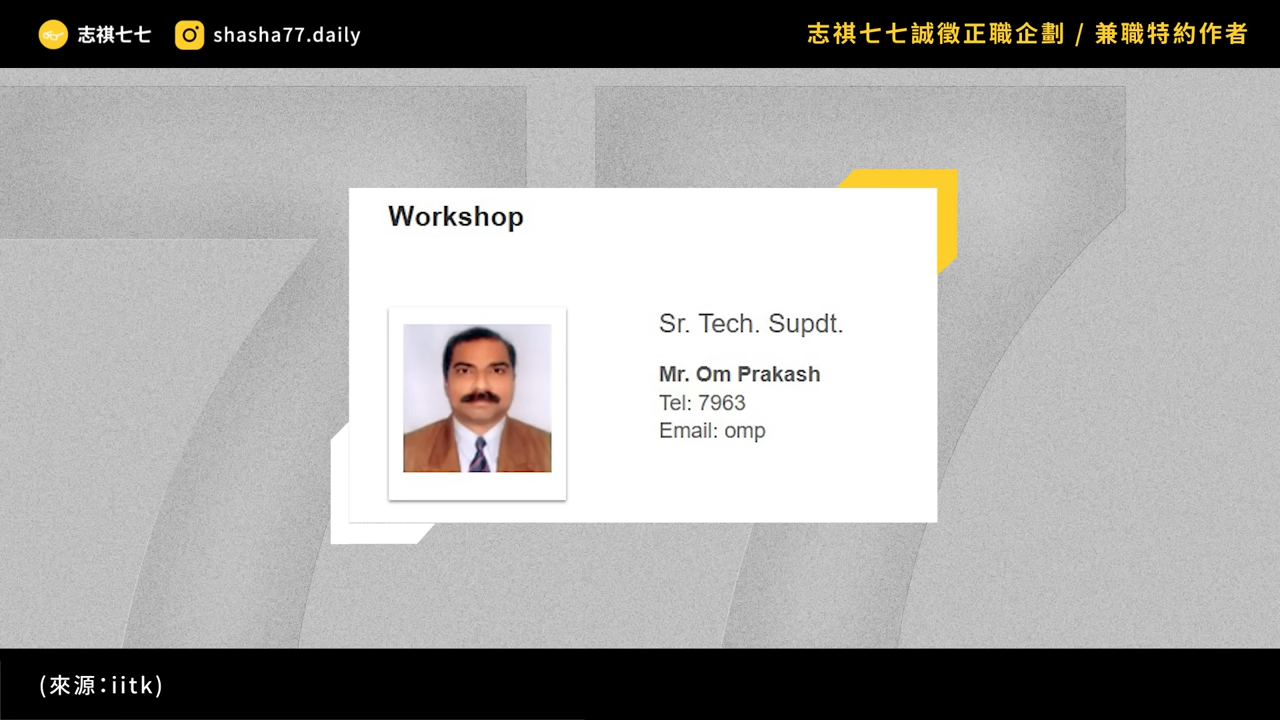 志祺七七 shasha77.daily 志祺七七誠徵正職企劃 / 兼職特約作者
Workshop
Sr. Tech. Supdt.
Mr. Om Prakash
Tel: 7963
Email: omp
(來源:iitk)